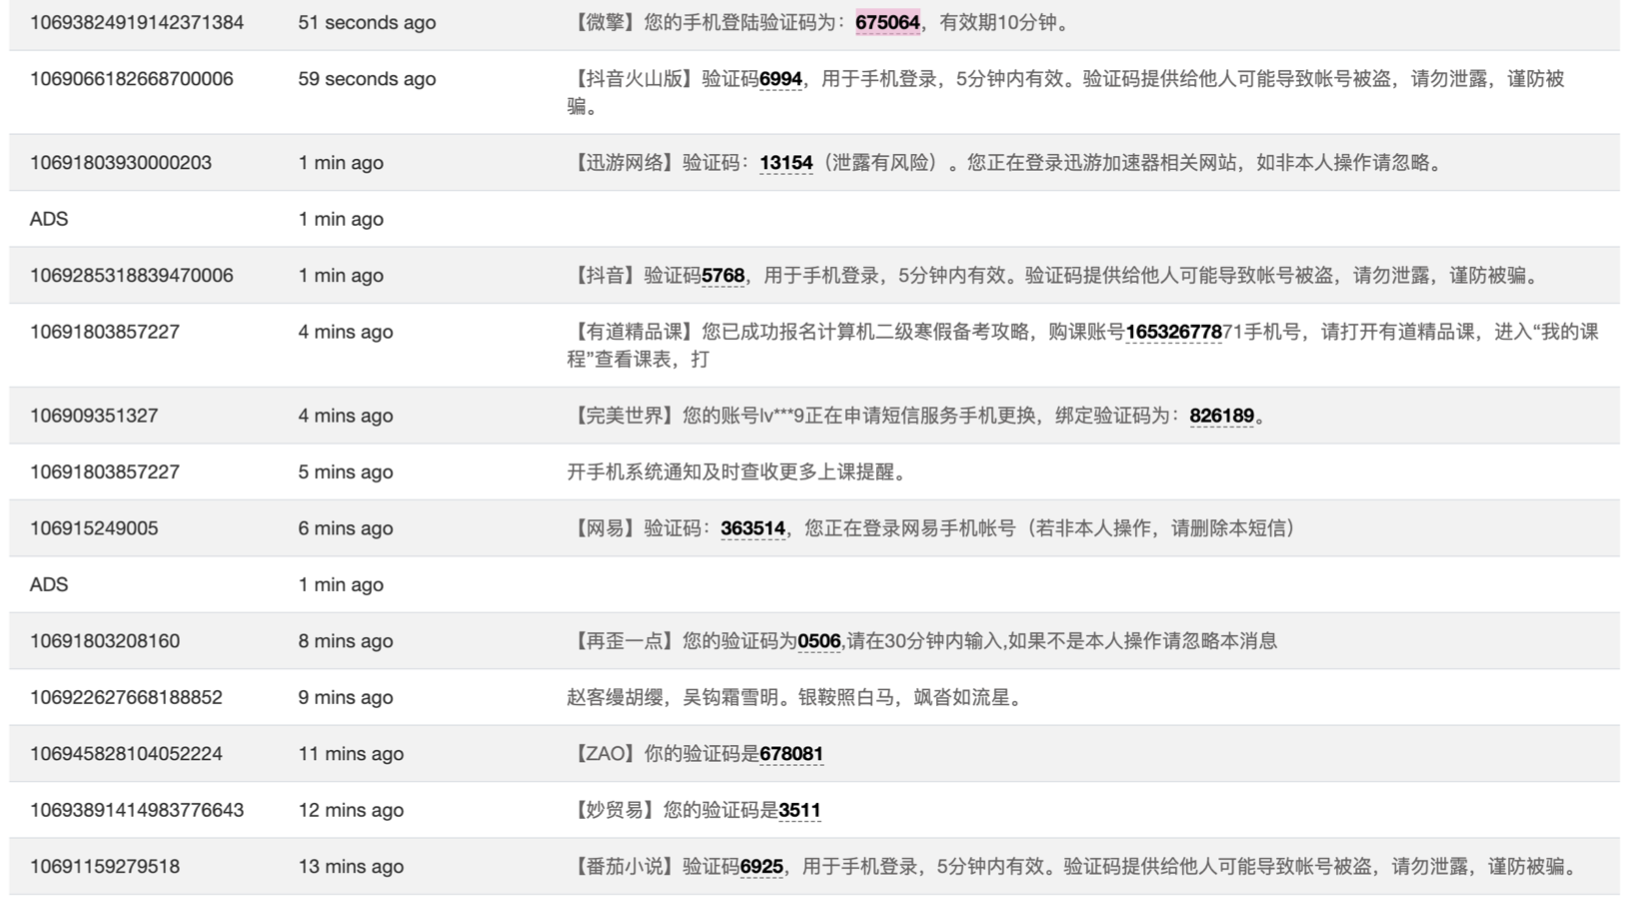 10693824919142371384 51 seconds ago 【微擎】您的手机登陆验证码为：675064，有效期10分钟。
1069066182668700006 59 seconds ago 【抖音火山版】验证码6994，用于手机登录，5分钟内有效。验证码提供给他人可能导致帐号被盗，请勿泄露，谨防被
骗。
10691803930000203 1 min ago 【迅游网络】验证码：13154（泄露有风险）。您正在登录迅游加速器相关网站，如非本人操作请忽略。
ADS 1 min ago
1069285318839470006 1 min ago 【抖音】验证码5768，用于手机登录，5分钟内有效。验证码提供给他人可能导致帐号被盗，请勿泄露，谨防被骗。
10691803857227 4 mins ago 【有道精品课】您已成功报名计算机二级寒假备考攻略，购课账号16532677871手机号，请打开有道精品课，进入“我的课
程”查看课表，打
106909351327 4 mins ago 【完美世界】您的账号lv***9正在申请短信服务手机更换，绑定验证码为：826189。
10691803857227 5 mins ago 开手机系统通知及时查收更多上课提醒。
106915249005 6 mins ago 【网易】验证码：363514，您正在登录网易手机帐号（若非本人操作，请删除本短信）
ADS 1 min ago
10691803208160 8 mins ago 【再歪一点】您的验证码为0506,请在30分钟内输入,如果不是本人操作请忽略本消息
106922627668188852 9 mins ago 赵客缦胡缨，吴钩霜雪明。银鞍照白马，飒沓如流星。
106945828104052224 11 mins ago 【ZAO】你的验证码是678081
10693891414983776643 12 mins ago 【妙贸易】您的验证码是3511
10691159279518 13 mins ago 【番茄小说】验证码6925，用于手机登录，5分钟内有效。验证码提供给他人可能导致帐号被盗，请勿泄露，谨防被骗。